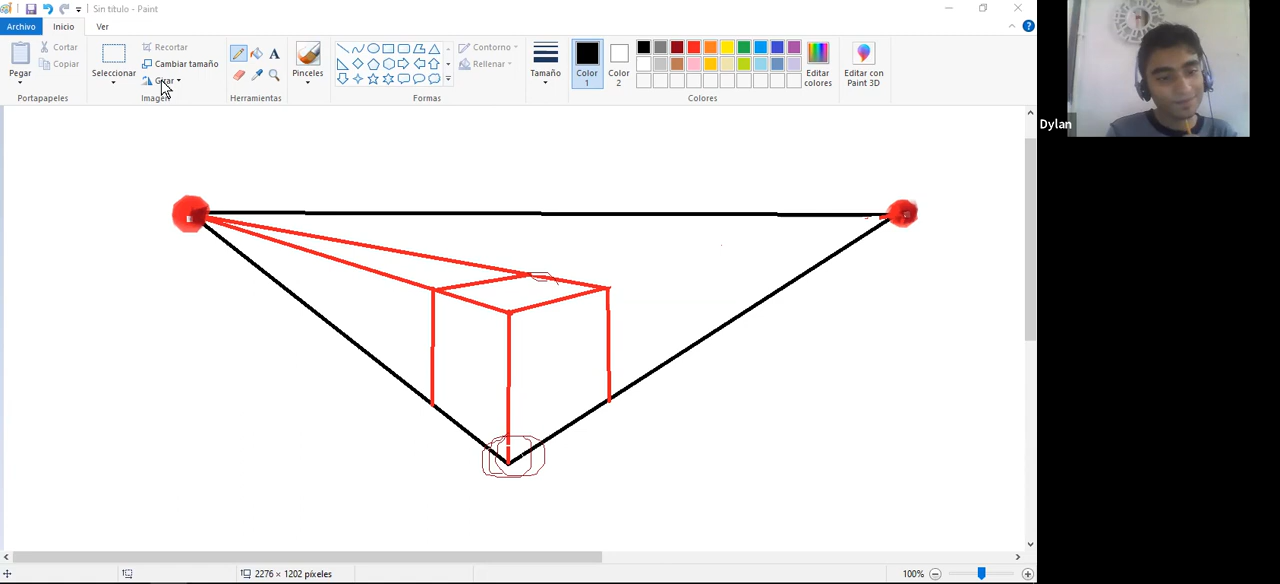 Sin título - Paint
Archivo Inicio Ver
Pegar
Cortar
Copiar
Portapapeles
Seleccionar
Recortar
Cambiar tamaño
Girar
Imagen
A
Herramientas
Pinceles
Contorno
Rellenar
Formas
Tamaño
Color 1
Color 2
Editar colores
Colores
Editar con Paint 3D
Dylan
2276 × 1202 píxeles
100%